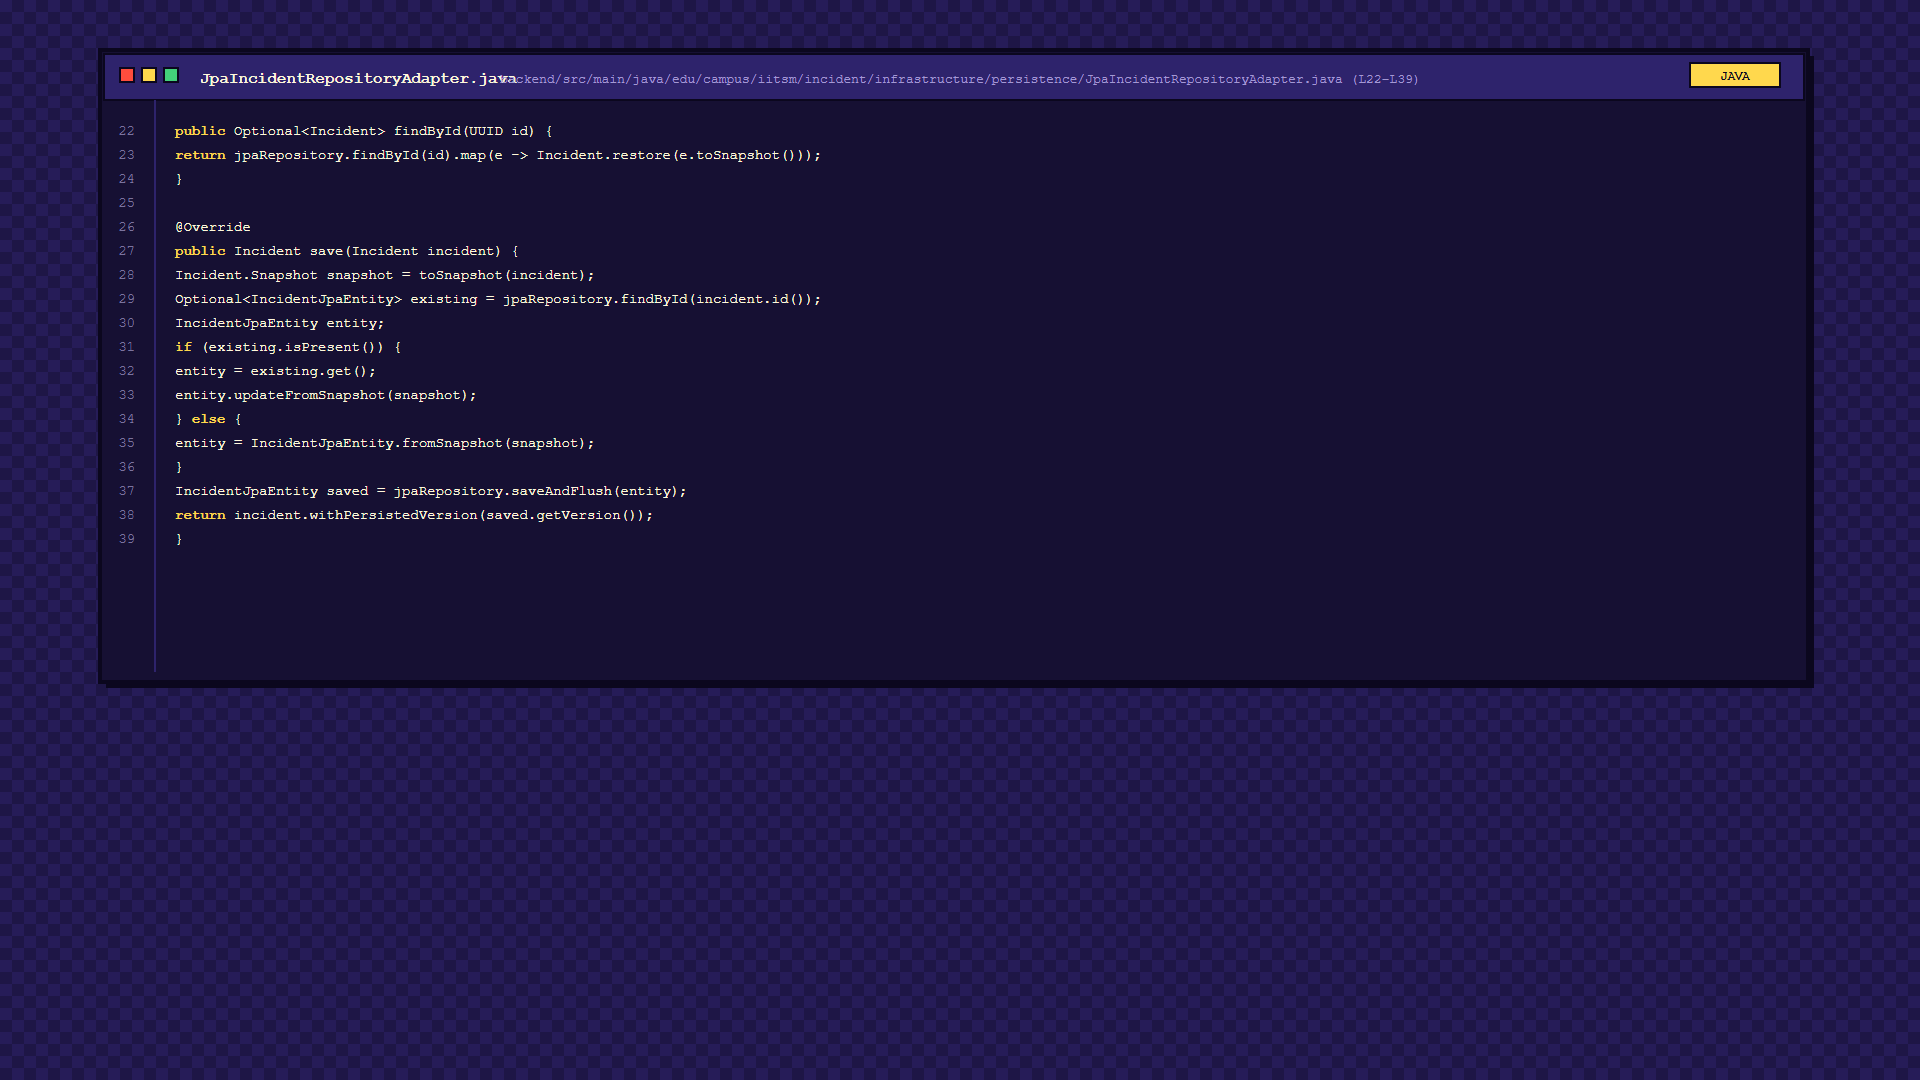 JpaIncidentRepositoryAdapter.java
backend/src/main/java/edu/campus/iitsm/incident/infrastructure/persistence/JpaIncidentRepositoryAdapter.java (L22-L39)
JAVA
22 public Optional<Incident> findById(UUID id) {
23 return jpaRepository.findById(id).map(e -> Incident.restore(e.toSnapshot()));
24 }
25
26 @Override
27 public Incident save(Incident incident) {
28 Incident.Snapshot snapshot = toSnapshot(incident);
29 Optional<IncidentJpaEntity> existing = jpaRepository.findById(incident.id());
30 IncidentJpaEntity entity;
31 if (existing.isPresent()) {
32 entity = existing.get();
33 entity.updateFromSnapshot(snapshot);
34 } else {
35 entity = IncidentJpaEntity.fromSnapshot(snapshot);
36 }
37 IncidentJpaEntity saved = jpaRepository.saveAndFlush(entity);
38 return incident.withPersistedVersion(saved.getVersion());
39 }